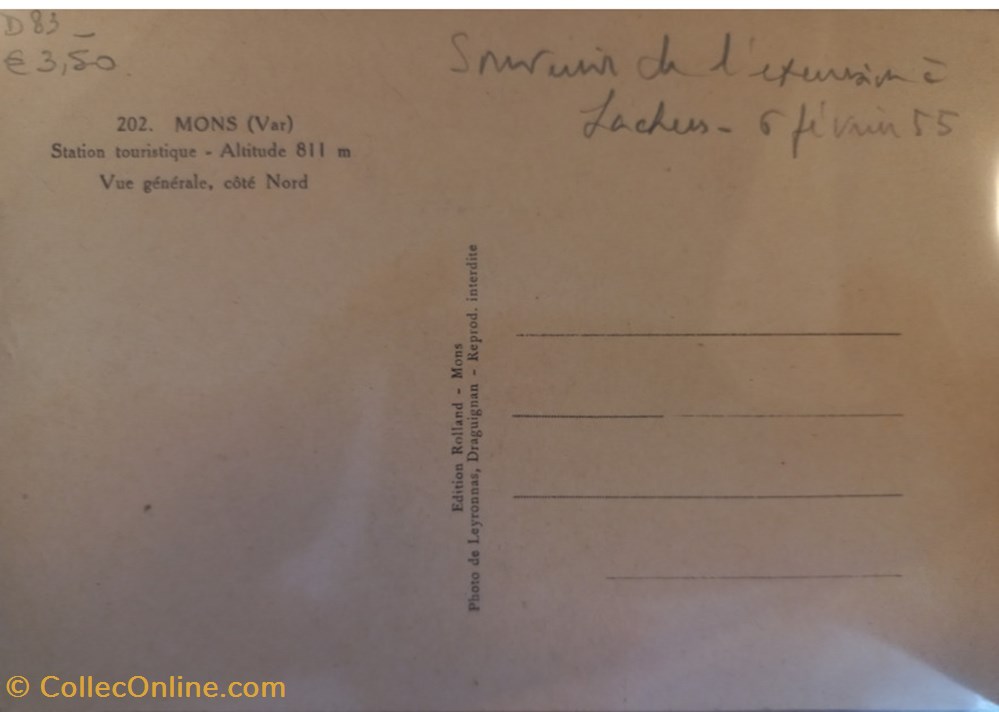 D 83
€ 3,50
Souvenir de l'excursion à
Lachens - 6 février 55
202. MONS (Var)
Station touristique - Altitude 811 m
Vue générale, côté Nord
Edition Rolland - Mons
Photo de Leyronnas, Draguignan - Reprod. interdite
© CollecOnline.com